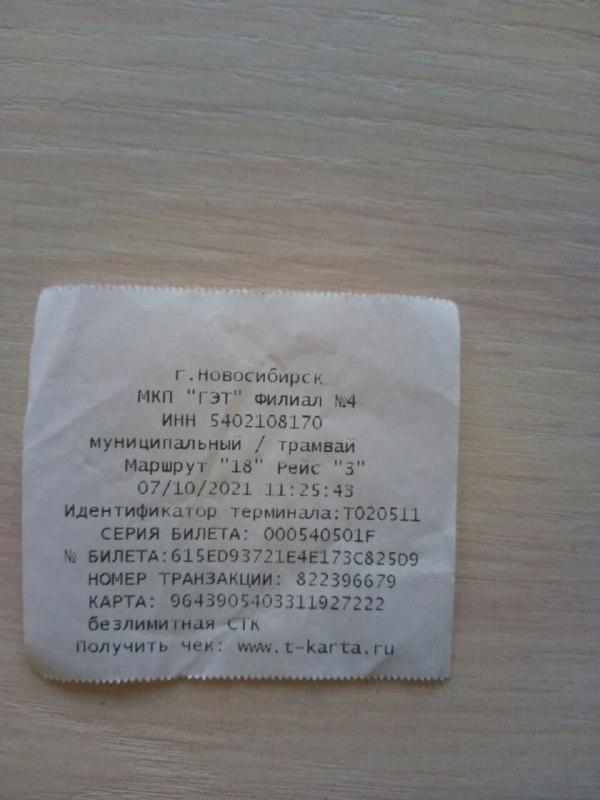 г.Новосибирск
МКП "ГЭТ" Филиал №4
ИНН 5402108170
муниципальный / трамвай
Маршрут "18" Рейс "3"
07/10/2021 11:25:43
Идентификатор терминала:T020511
СЕРИЯ БИЛЕТА: 000540501F
№ БИЛЕТА:615ED93721E4E173C825D9
НОМЕР ТРАНЗАКЦИИ: 822396679
КАРТА: 9643905403311927222
безлимитная СТК
Получить чек: www.t-karta.ru